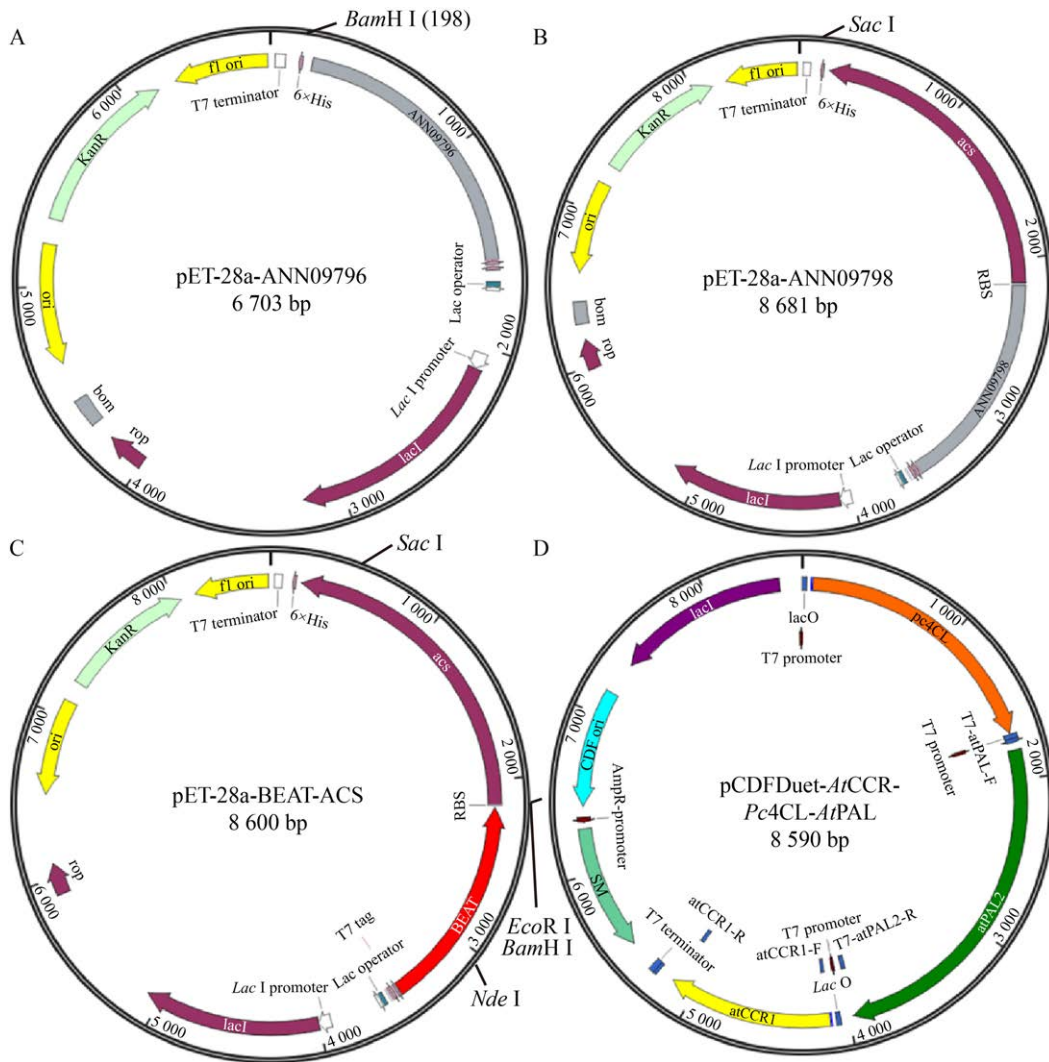 A
BamH I (198)
f1 ori
T7 terminator
6×His
ANN09796
KanR
ori
bom
rop
lacI
Lac I promoter
Lac operator
1 000
2 000
3 000
4 000
5 000
6 000
pET-28a-ANN09796
6 703 bp
B
Sac I
f1 ori
T7 terminator
6×His
acs
RBS
ANN09798
Lac operator
Lac I promoter
lacI
rop
bom
ori
KanR
1 000
2 000
3 000
4 000
5 000
6 000
7 000
8 000
pET-28a-ANN09798
8 681 bp
C
Sac I
f1 ori
T7 terminator
6×His
acs
RBS
EcoR I
BamH I
BEAT
Nde I
T7 tag
Lac operator
Lac I promoter
lacI
rop
ori
KanR
1 000
2 000
3 000
4 000
5 000
6 000
7 000
8 000
pET-28a-BEAT-ACS
8 600 bp
D
lacO
T7 promoter
pc4CL
T7-atPAL-F
T7 promoter
atPAL2
T7-atPAL2-R
T7 promoter
atCCR1-F
Lac O
atCCR1
atCCR1-R
T7 terminator
SM
AmpR-promoter
CDF ori
lacI
1 000
2 000
3 000
4 000
5 000
6 000
7 000
8 000
pCDFDuet-AtCCR-
Pc4CL-AtPAL
8 590 bp